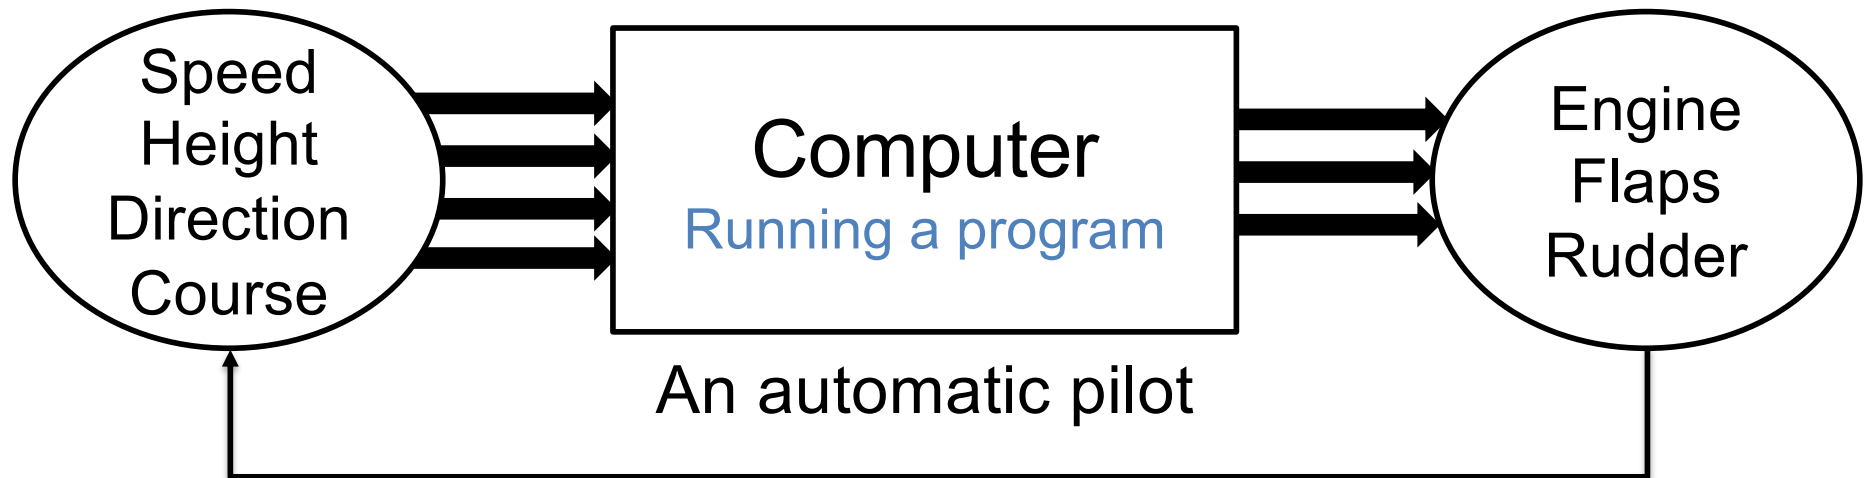 Speed
Height
Direction
Course
Computer
Running a program
Engine
Flaps
Rudder
An automatic pilot